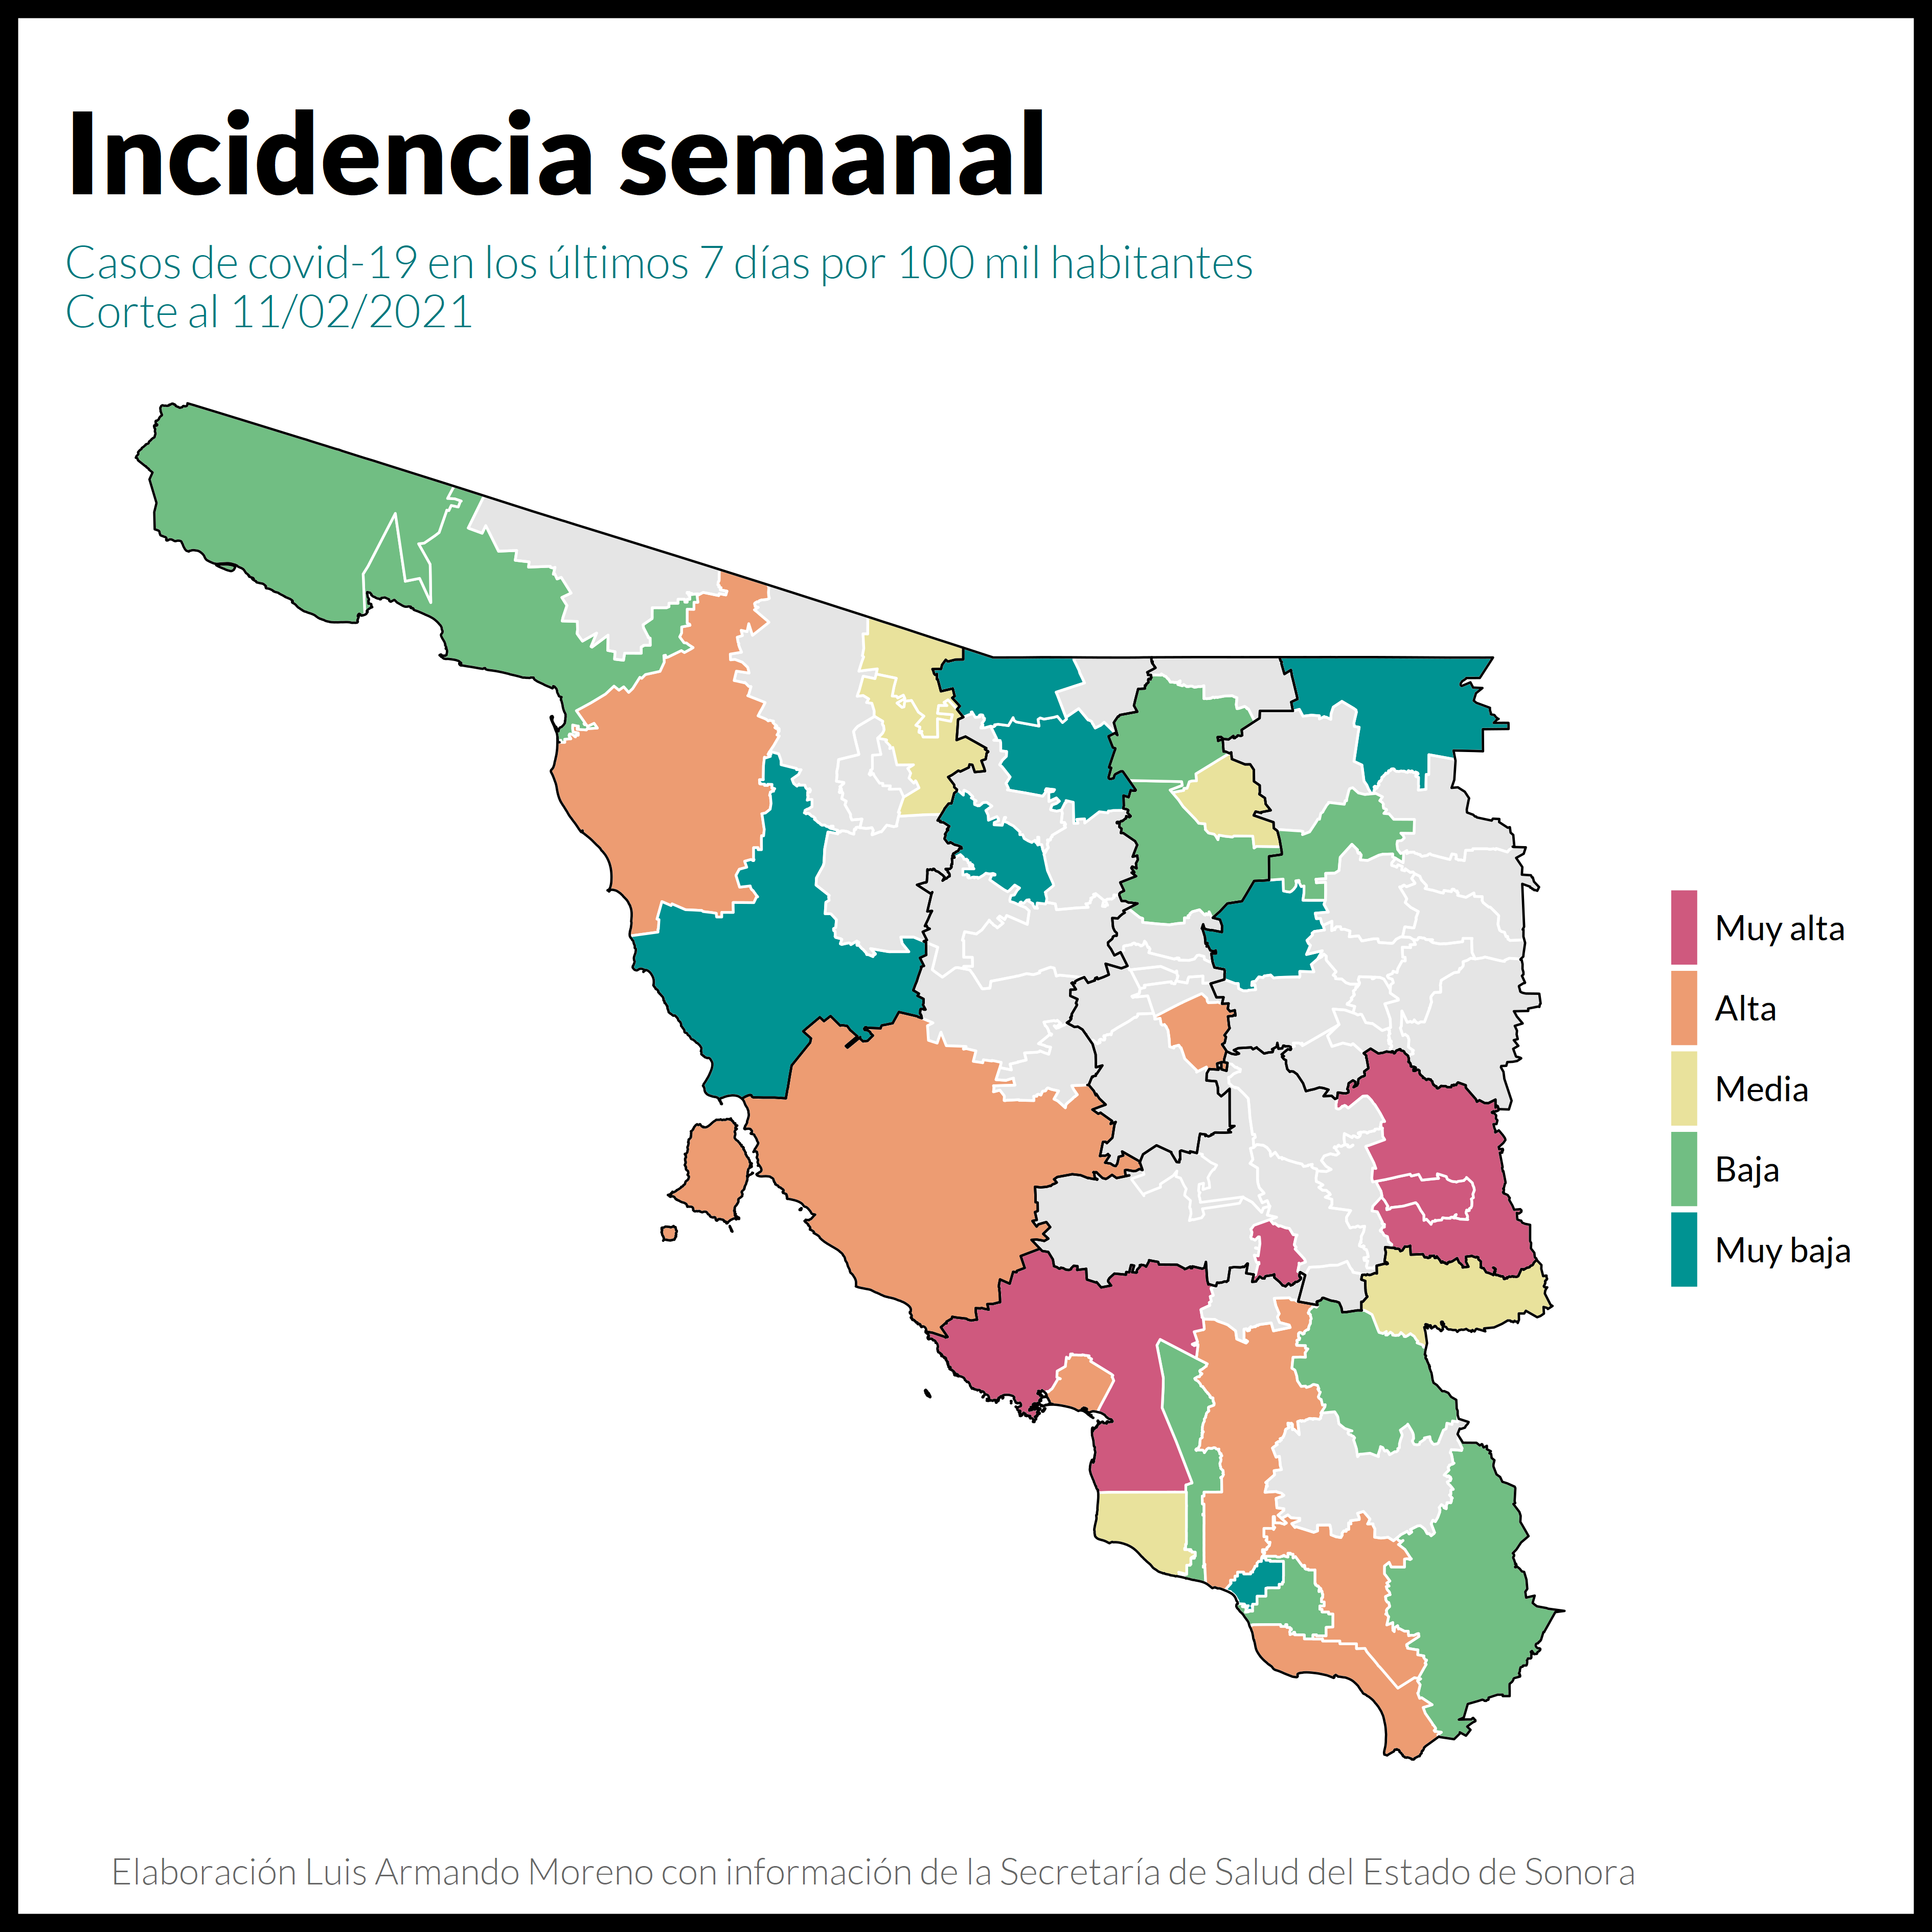 Incidencia semanal
Casos de covid-19 en los últimos 7 días por 100 mil habitantes
Corte al 11/02/2021
Muy alta
Alta
Media
Baja
Muy baja
Elaboración Luis Armando Moreno con información de la Secretaría de Salud del Estado de Sonora